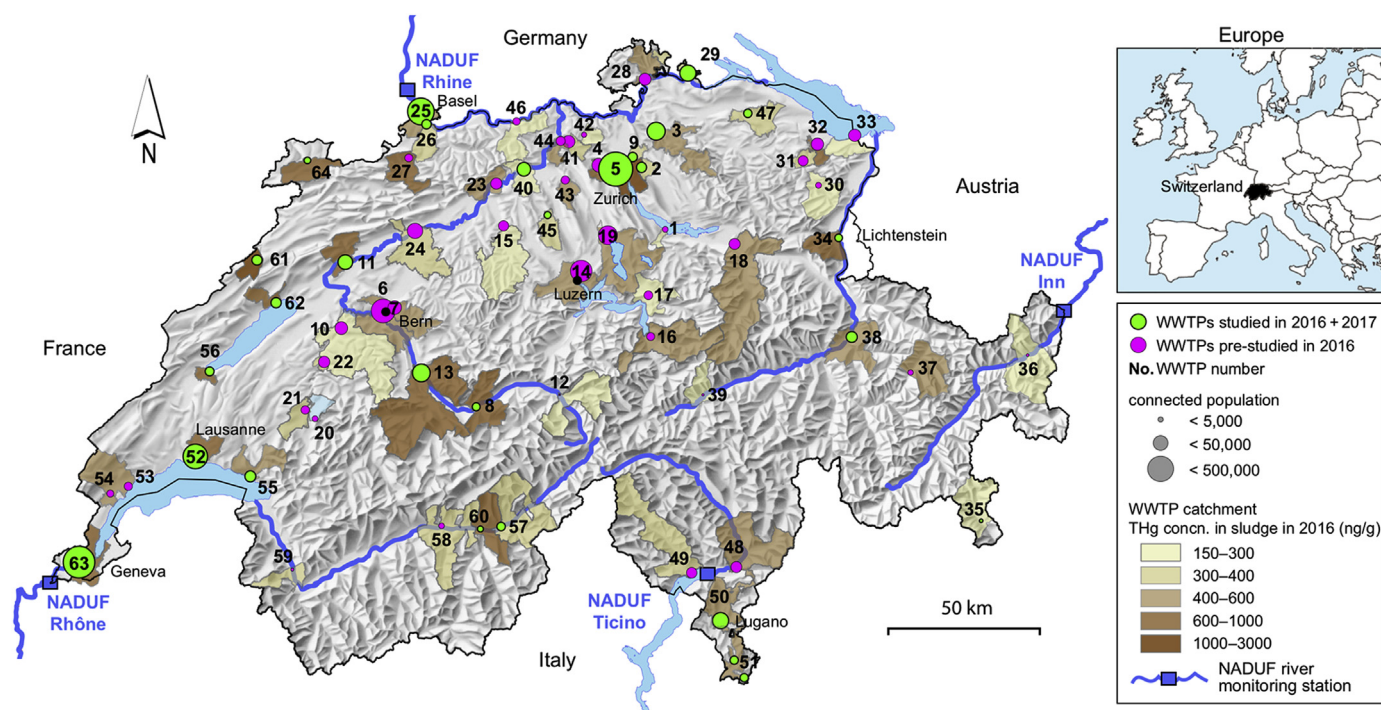 Germany
Europe
NADUF
Rhine
Basel
25
26
46
28
29
47
33
32
31
30
3
42
44
41
4
9
2
5
Zurich
43
64
27
23
40
45
15
24
1
19
18
34
Lichtenstein
Austria
NADUF
Inn
61
11
62
6
7
Bern
14
Luzern
17
16
10
22
France
56
13
8
12
39
38
37
36
21
20
Lausanne
52
54
53
55
63
Geneva
NADUF
Rhône
59
58
60
57
49
48
NADUF
Ticino
50
Lugano
51
35
Italy
50 km
N
Switzerland
WWTPs studied in 2016 + 2017
WWTPs pre-studied in 2016
No. WWTP number
connected population
< 5,000
< 50,000
< 500,000
WWTP catchment
THg concn. in sludge in 2016 (ng/g)
150–300
300–400
400–600
600–1000
1000–3000
NADUF river
monitoring station